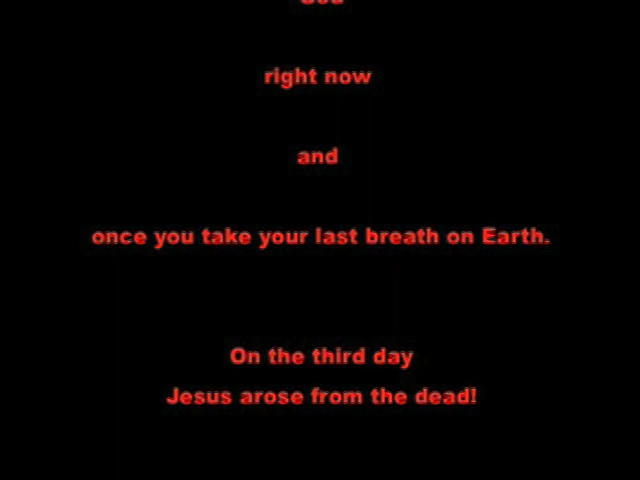 right now
and
once you take your last breath on Earth.
On the third day
Jesus arose from the dead!